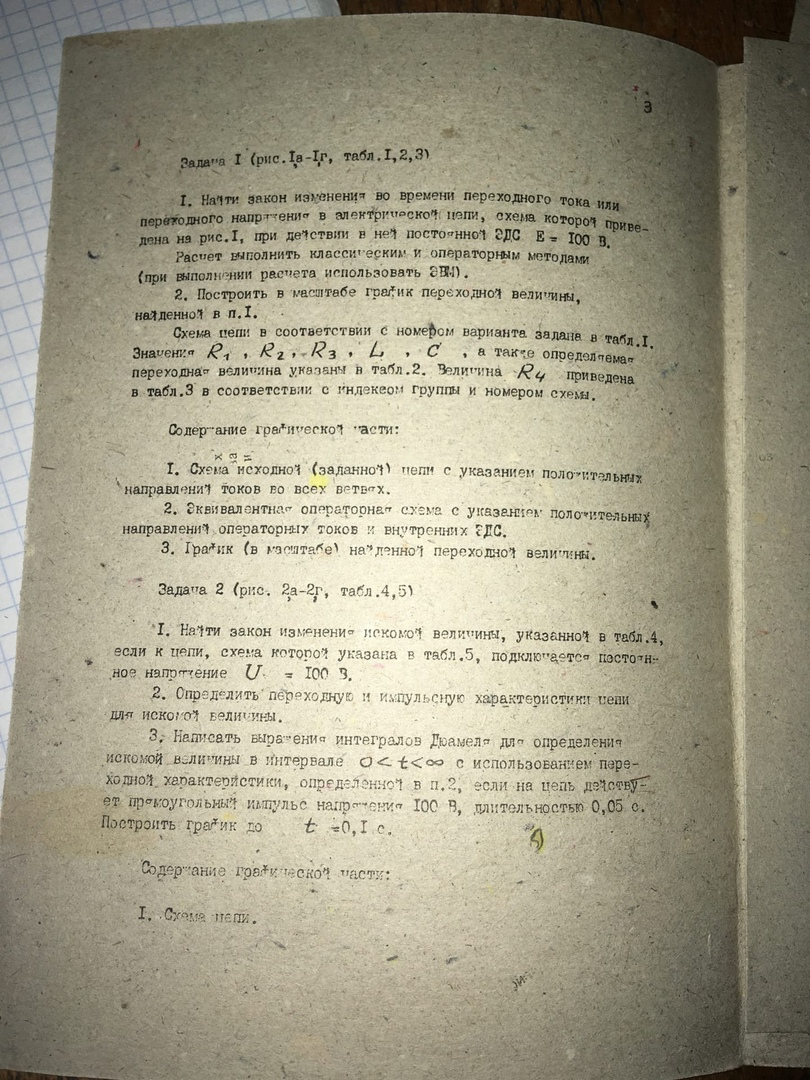 3
Задача I (рис.Iа-Iг, табл.I,2,3)
I. Найти закон изменения во времени переходного тока или
переходного напряжения в электрической цепи, схема которой приве-
дена на рис.I, при действии в ней постоянной ЭДС E = 100 В.
Расчет выполнить классическим и операторным методами
(при выполнении расчета использовать ЭВМ).
2. Построить в масштабе график переходной величины,
найденной в п.I.
Схема цепи в соответствии с номером варианта задана в табл.I.
Значения R1 , R2 , R3 , L , C , а также определяемая
переходная величина указаны в табл.2. Величина R4 приведена
в табл.3 в соответствии с индексом группы и номером схемы.
Содержание графической части:
I. Схема исходной (заданной) цепи с указанием положительных
направлений токов во всех ветвях.
2. Эквивалентная операторная схема с указанием положительных
направлений операторных токов и внутренних ЭДС.
3. График (в масштабе) найденной переходной величины.
Задача 2 (рис. 2а-2г, табл.4,5)
I. Найти закон изменения искомой величины, указанной в табл.4,
если к цепи, схема которой указана в табл.5, подключается постоян-
ное напряжение U = 100 В.
2. Определить переходную и импульсную характеристики цепи
для искомой величины.
3. Написать выражения интегралов Дюамеля для определения
искомой величины в интервале 0 < t < ∞ с использованием пере-
ходной характеристики, определенной в п.2, если на цепь действу-
ет прямоугольный импульс напряжения 100 В, длительностью 0,05 с.
Построить график до t =0,1 с.
Содержание графической части:
I. Схема цепи.